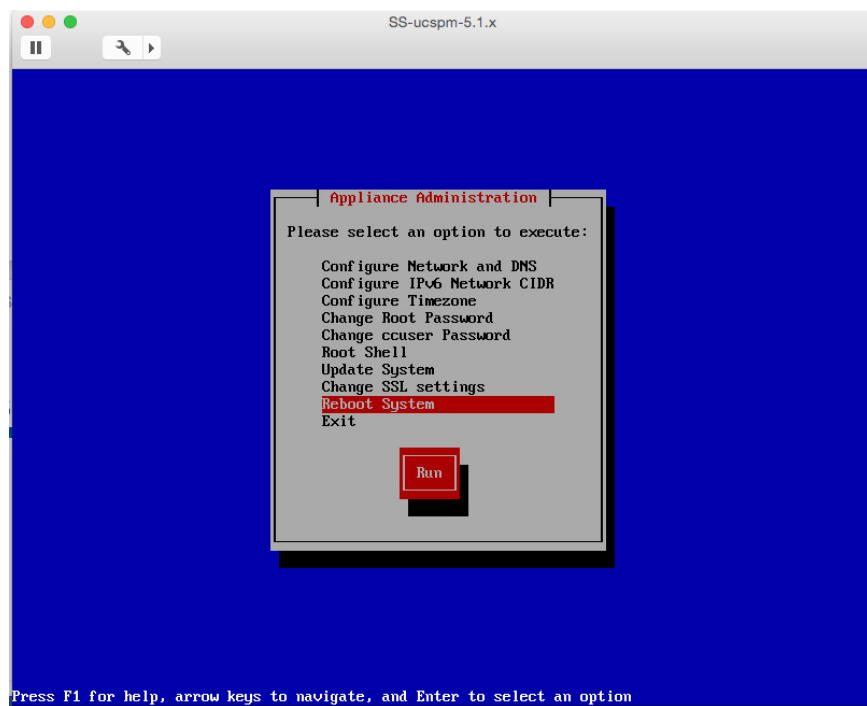 SS-ucspm-5.1.x
Appliance Administration
Please select an option to execute:
Configure Network and DNS
Configure IPv6 Network CIDR
Configure Timezone
Change Root Password
Change ccuser Password
Root Shell
Update System
Change SSL settings
Reboot System
Exit
Run
Press F1 for help, arrow keys to navigate, and Enter to select an option